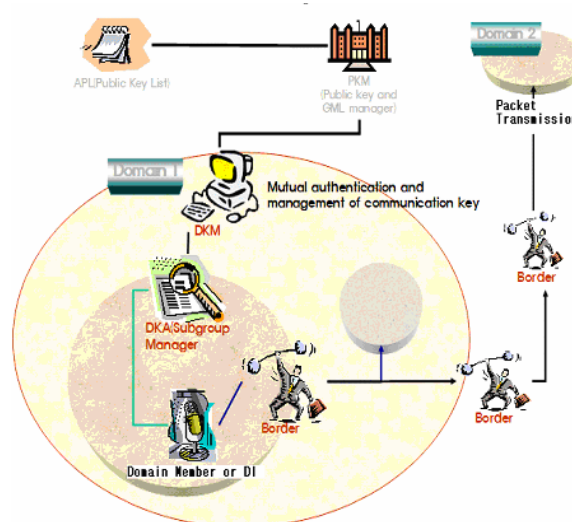 APL(Public Key List)
PKM
(Public key and
GML manager)
Domain 2
Packet
Transmission
Domain 1
Mutual authentication and
management of communication key
DKM
DKA(Subgroup
Manager
Border
Border
Border
Domain Member or DI